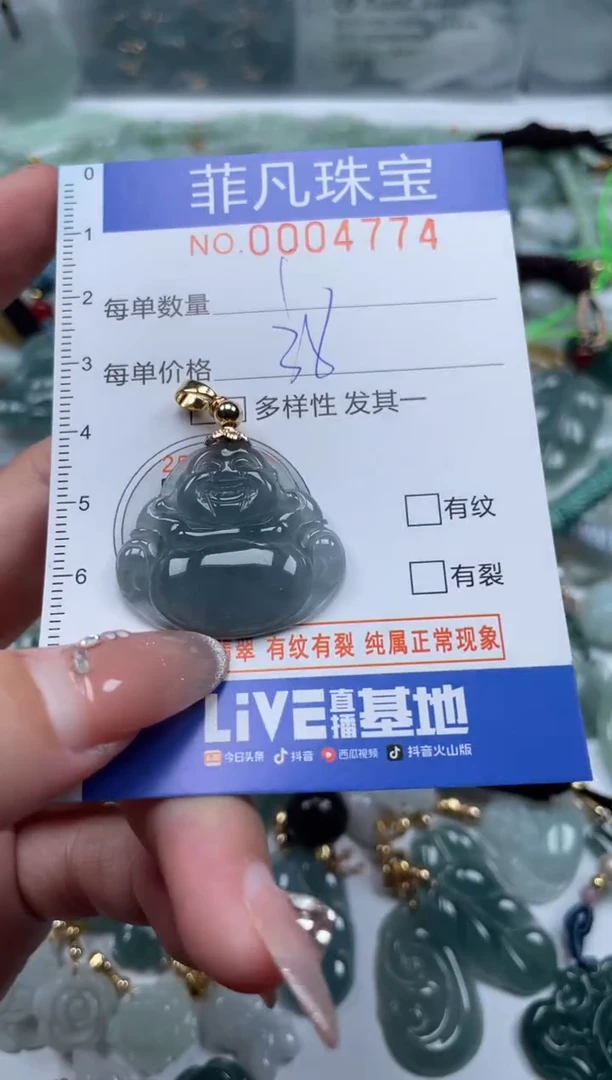 0
菲凡珠宝
NO.0004774
1
2
每单数量 1
3
每单价格 38
多样性 发其一
4
5
有纹
6
有裂
翡翠 有纹有裂 纯属正常现象
LiVE直播基地
今日头条 抖音 西瓜视频 抖音火山版